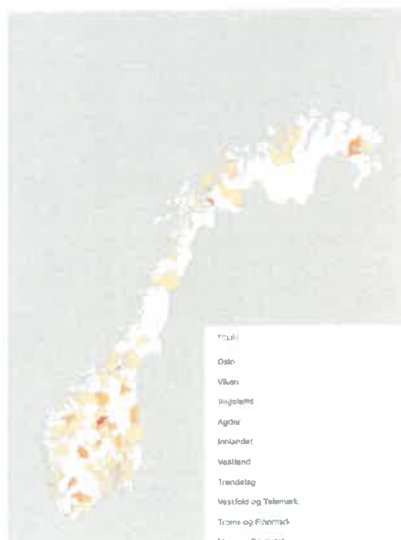 Oslo
Viken
Rogaland
Agder
Innlandet
Vestland
Trøndelag
Vestfold og Telemark
Troms og Finnmark